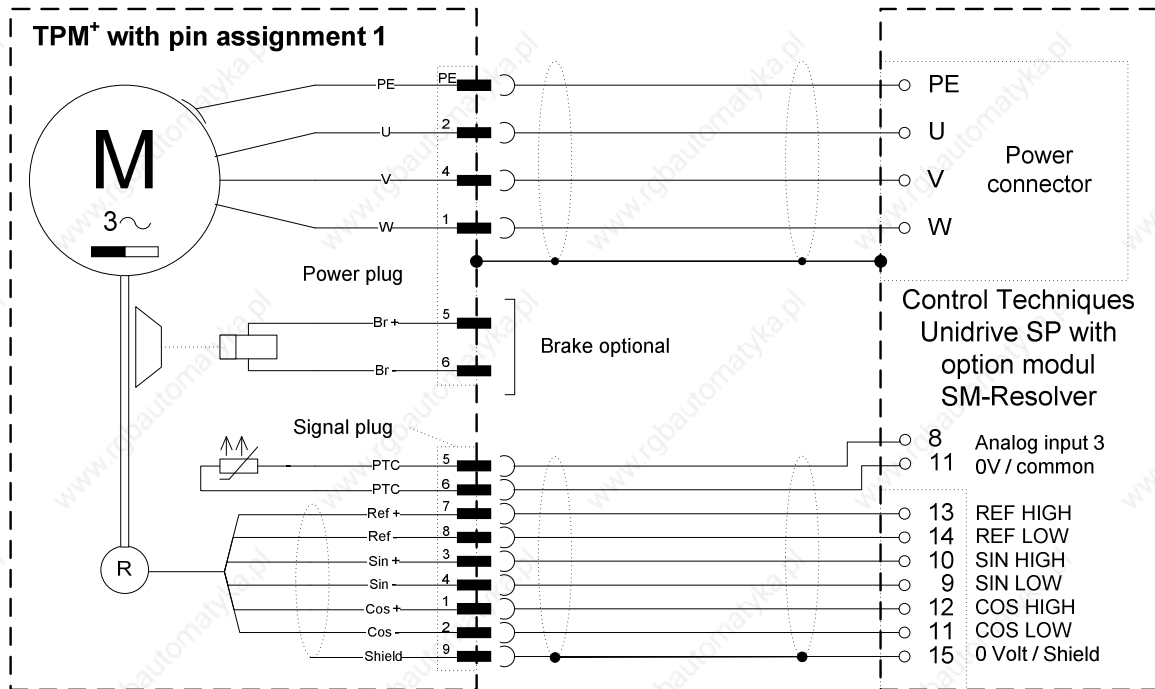 TPM+ with pin assignment 1
M
3
PE PE PE
U 2 U
V 4 V
W 1 W
Power connector
Power plug
Br + 5
Br - 6
Brake optional
Control Techniques
Unidrive SP with
option modul
SM-Resolver
Signal plug
PTC 5 8 Analog input 3
PTC 6 11 0V / common
Ref + 7 13 REF HIGH
Ref - 8 14 REF LOW
Sin + 3 10 SIN HIGH
Sin - 4 9 SIN LOW
Cos + 1 12 COS HIGH
Cos - 2 11 COS LOW
Shield 9 15 0 Volt / Shield
R
www.rgbautomatyka.pl